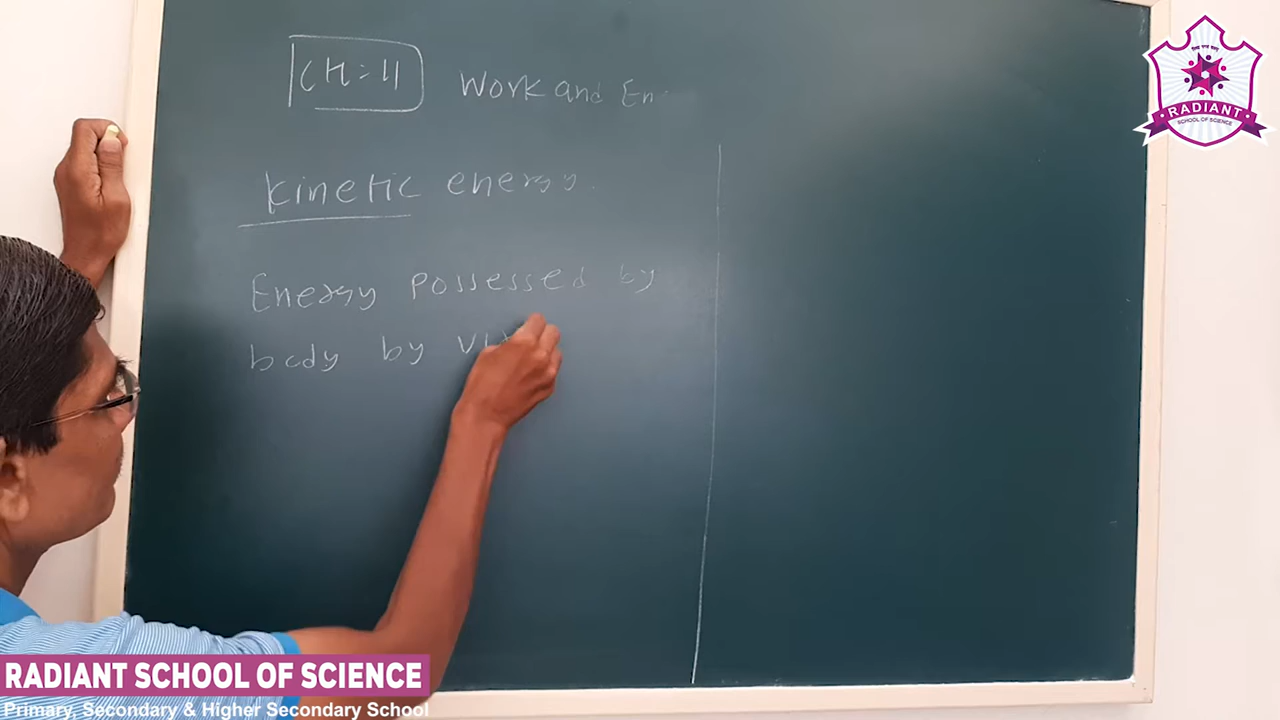 CH = 11 Work and En
kinetic energy.
Energy possessed by
body by
RADIANT
SCHOOL OF SCIENCE
RADIANT SCHOOL OF SCIENCE
Primary, Secondary & Higher Secondary School